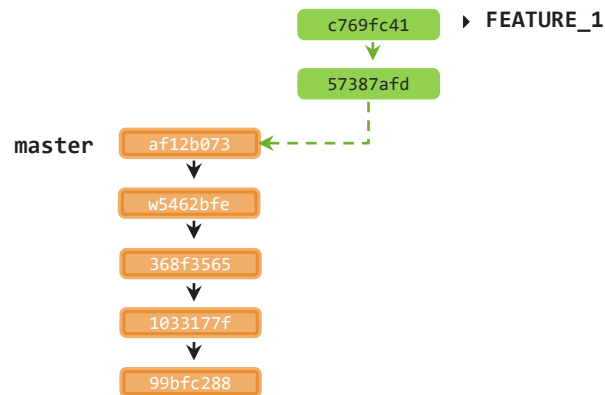 c769fc41 ▸ FEATURE_1
57387afd
master af12b073
w5462bfe
368f3565
1033177f
99bfc288